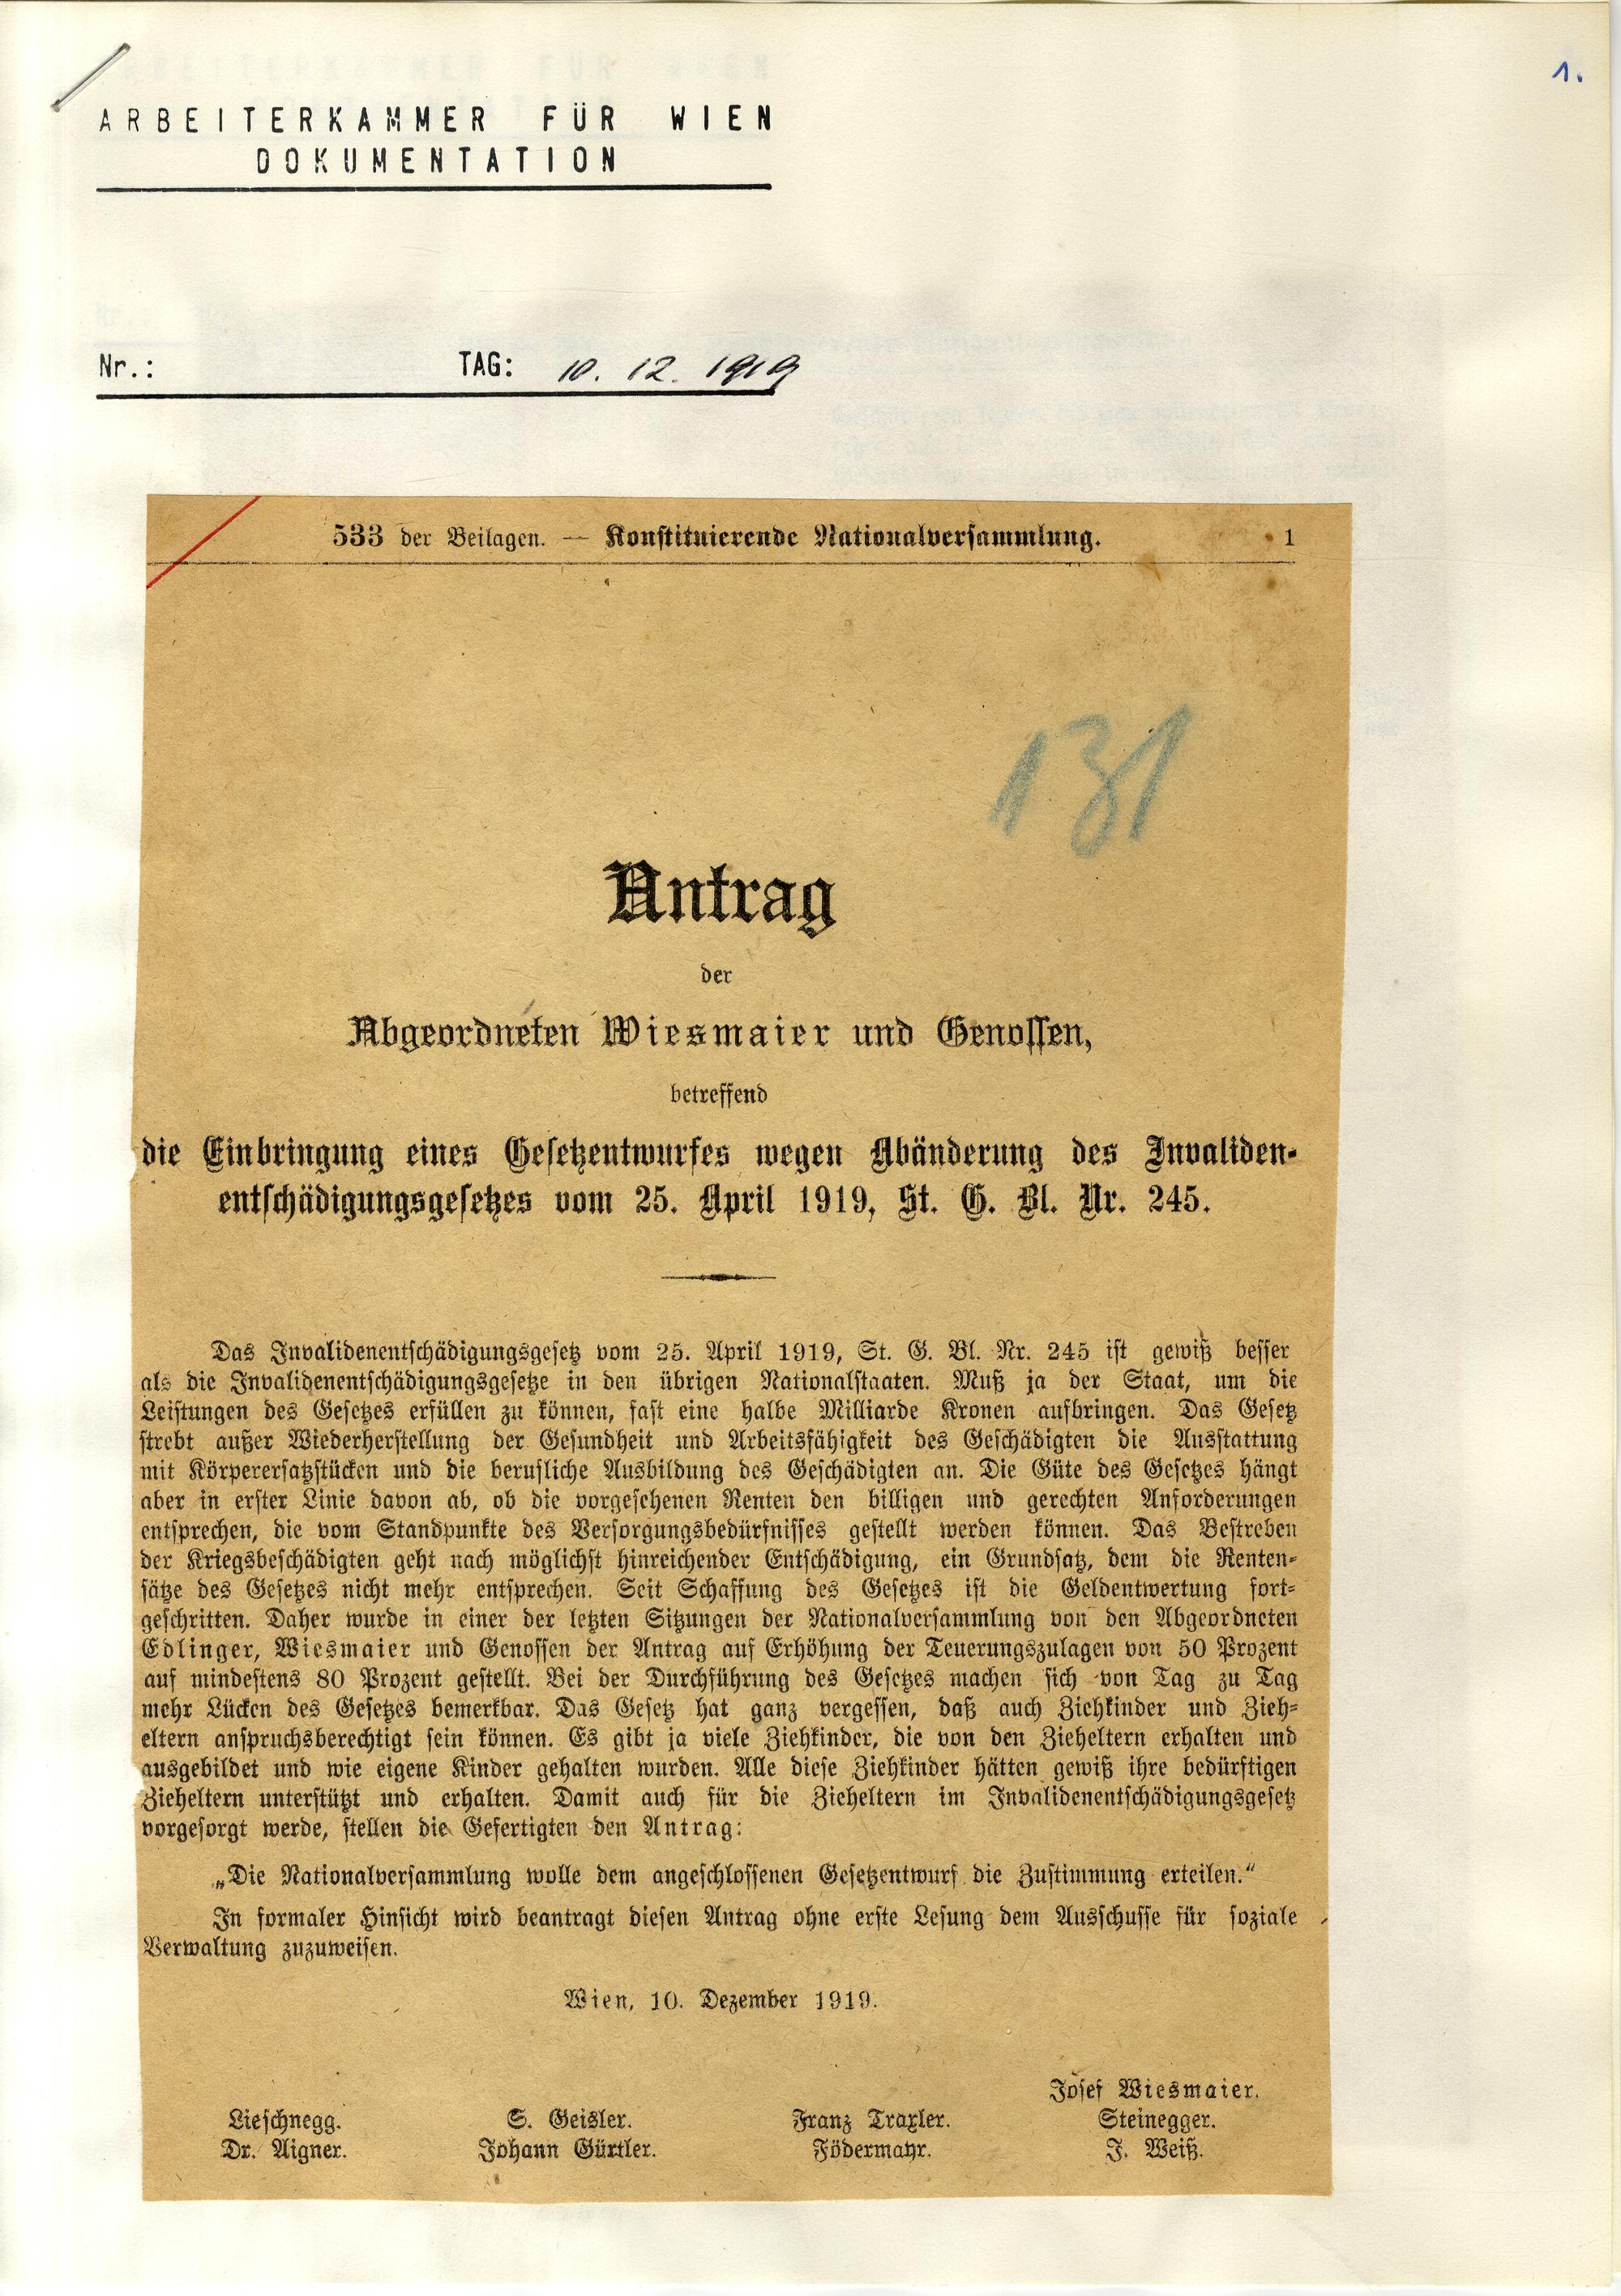 1.
ARBEITERKAMMER FÜR WIEN
DOKUMENTATION
Nr.: TAG: 10. 12. 1919
533 der Beilagen. — Konstituierende Nationalversammlung. 1
131
Antrag
der
Abgeordneten Wiesmaier und Genossen,
betreffend
die Einbringung eines Gesetzentwurfes wegen Abänderung des Invaliden-
entschädigungsgesetzes vom 25. April 1919, St. G. Bl. Nr. 245.
Das Invalidenentschädigungsgesetz vom 25. April 1919, St. G. Bl. Nr. 245 ist gewiß besser
als die Invalidenentschädigungsgesetze in den übrigen Nationalstaaten. Muß ja der Staat, um die
Leistungen des Gesetzes erfüllen zu können, fast eine halbe Milliarde Kronen aufbringen. Das Gesetz
strebt außer Wiederherstellung der Gesundheit und Arbeitsfähigkeit des Geschädigten die Ausstattung
mit Körperersatzstücken und die berufliche Ausbildung des Geschädigten an. Die Güte des Gesetzes hängt
aber in erster Linie davon ab, ob die vorgesehenen Renten den billigen und gerechten Anforderungen
entsprechen, die vom Standpunkte des Versorgungsbedürfnisses gestellt werden können. Das Bestreben
der Kriegsbeschädigten geht nach möglichst hinreichender Entschädigung, ein Grundsatz, dem die Renten-
sätze des Gesetzes nicht mehr entsprechen. Seit Schaffung des Gesetzes ist die Geldentwertung fort-
geschritten. Daher wurde in einer der letzten Sitzungen der Nationalversammlung von den Abgeordneten
Edlinger, Wiesmaier und Genossen der Antrag auf Erhöhung der Teuerungszulagen von 50 Prozent
auf mindestens 80 Prozent gestellt. Bei der Durchführung des Gesetzes machen sich von Tag zu Tag
mehr Lücken des Gesetzes bemerkbar. Das Gesetz hat ganz vergessen, daß auch Ziehkinder und Zieh-
eltern anspruchsberechtigt sein können. Es gibt ja viele Ziehkinder, die von den Zieheltern erhalten und
ausgebildet und wie eigene Kinder gehalten wurden. Alle diese Ziehkinder hätten gewiß ihre bedürftigen
Zieheltern unterstützt und erhalten. Damit auch für die Zieheltern im Invalidenentschädigungsgesetz
vorgesorgt werde, stellen die Gefertigten den Antrag:
„Die Nationalversammlung wolle dem angeschlossenen Gesetzentwurf die Zustimmung erteilen.“
In formaler Hinsicht wird beantragt diesen Antrag ohne erste Lesung dem Ausschusse für soziale
Verwaltung zuzuweisen.
Wien, 10. Dezember 1919.
Josef Wiesmaier.
Lieschnegg. S. Geisler. Franz Traxler. Steinegger.
Dr. Aigner. Johann Gürtler. Födermayr. J. Weiß.